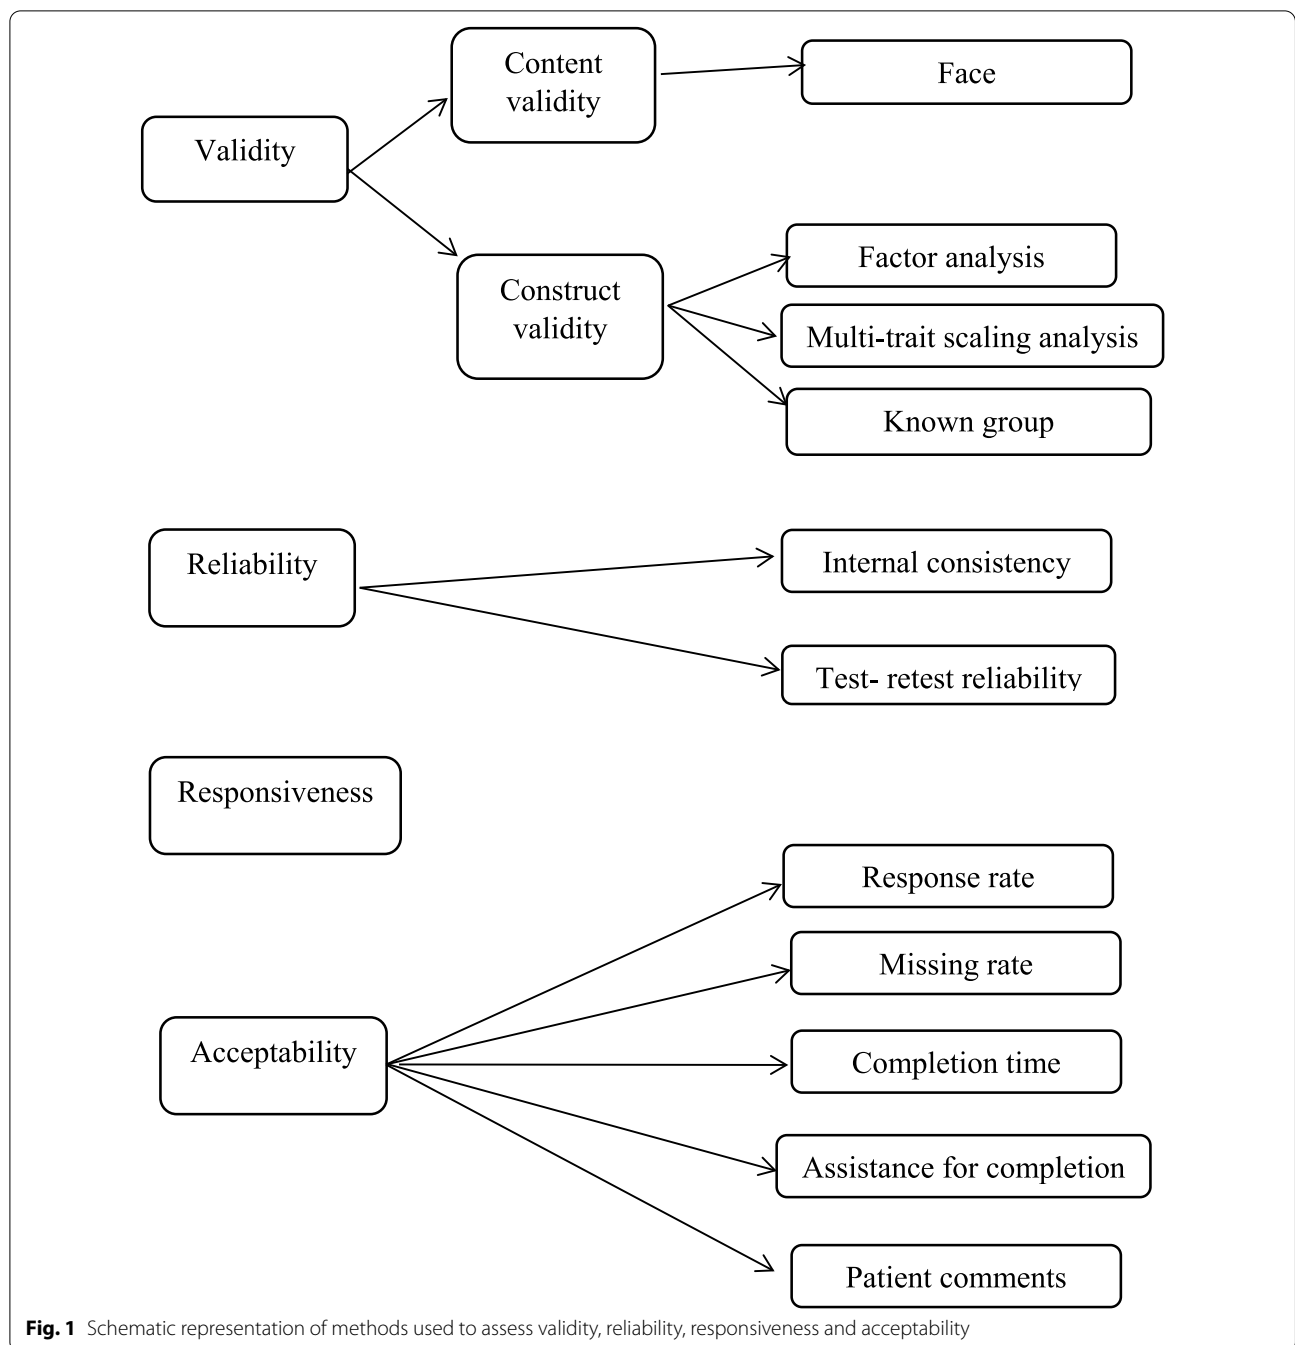 Content
validity
Face
Validity
Factor analysis
Construct
validity
Multi-trait scaling analysis
Known group
Reliability
Internal consistency
Test- retest reliability
Responsiveness
Response rate
Missing rate
Acceptability
Completion time
Assistance for completion
Patient comments
Fig. 1 Schematic representation of methods used to assess validity, reliability, responsiveness and acceptability